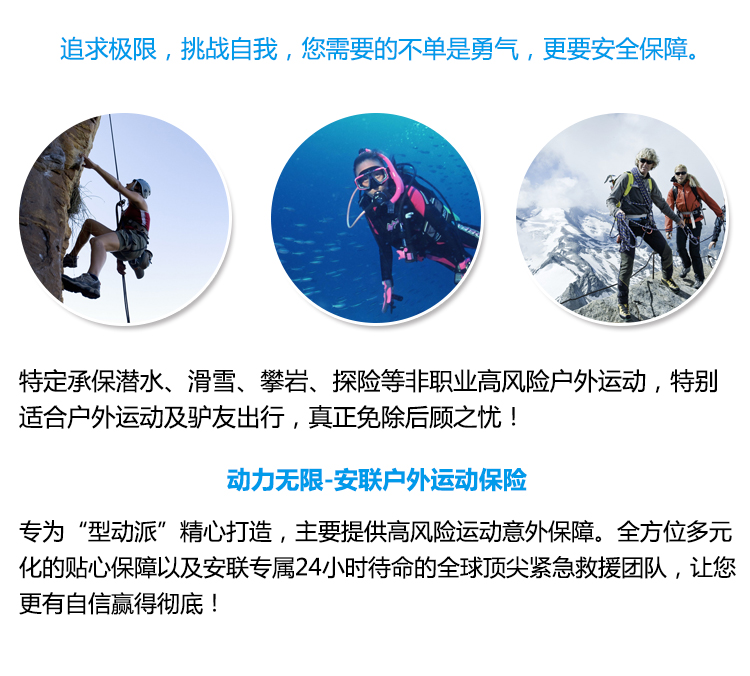 追求极限，挑战自我，您需要的不单是勇气，更要安全保障。
特定承保潜水、滑雪、攀岩、探险等非职业高风险户外运动，特别
适合户外运动及驴友出行，真正免除后顾之忧！
动力无限-安联户外运动保险
专为“型动派”精心打造，主要提供高风险运动意外保障。全方位多元
化的贴心保障以及安联专属24小时待命的全球顶尖紧急救援团队，让您
更有自信赢得彻底！